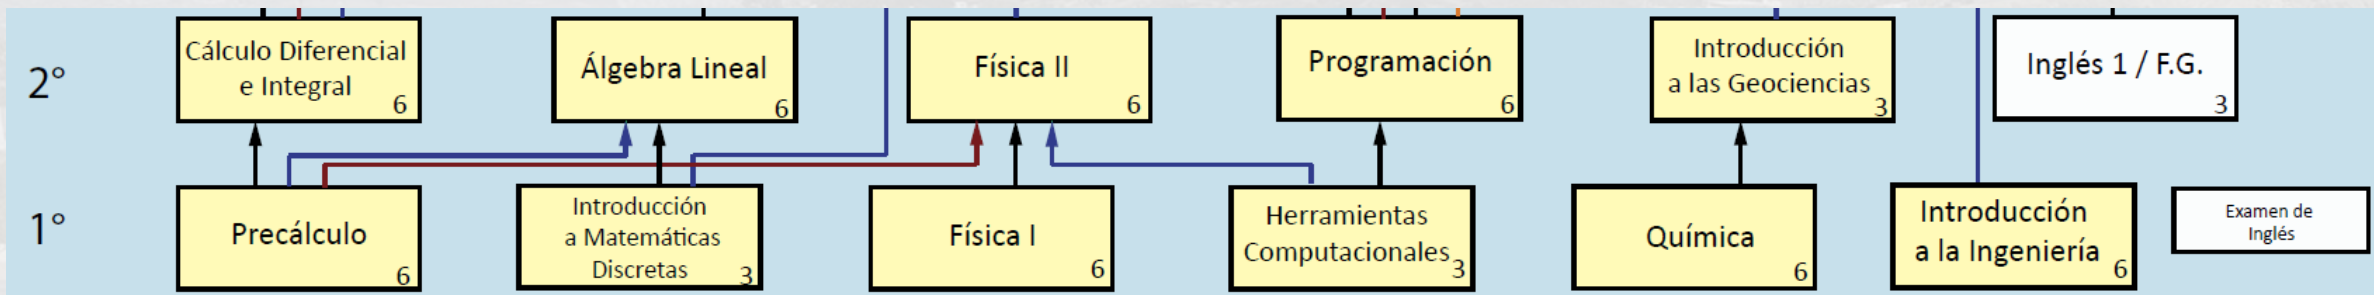 2°
Cálculo Diferencial
e Integral
6
Álgebra Lineal
6
Física II
6
Programación
6
Introducción
a las Geociencias
3
Inglés 1 / F.G.
3
1°
Precálculo
6
Introducción
a Matemáticas
Discretas
3
Física I
6
Herramientas
Computacionales
3
Química
6
Introducción
a la Ingeniería
6
Examen de
Inglés